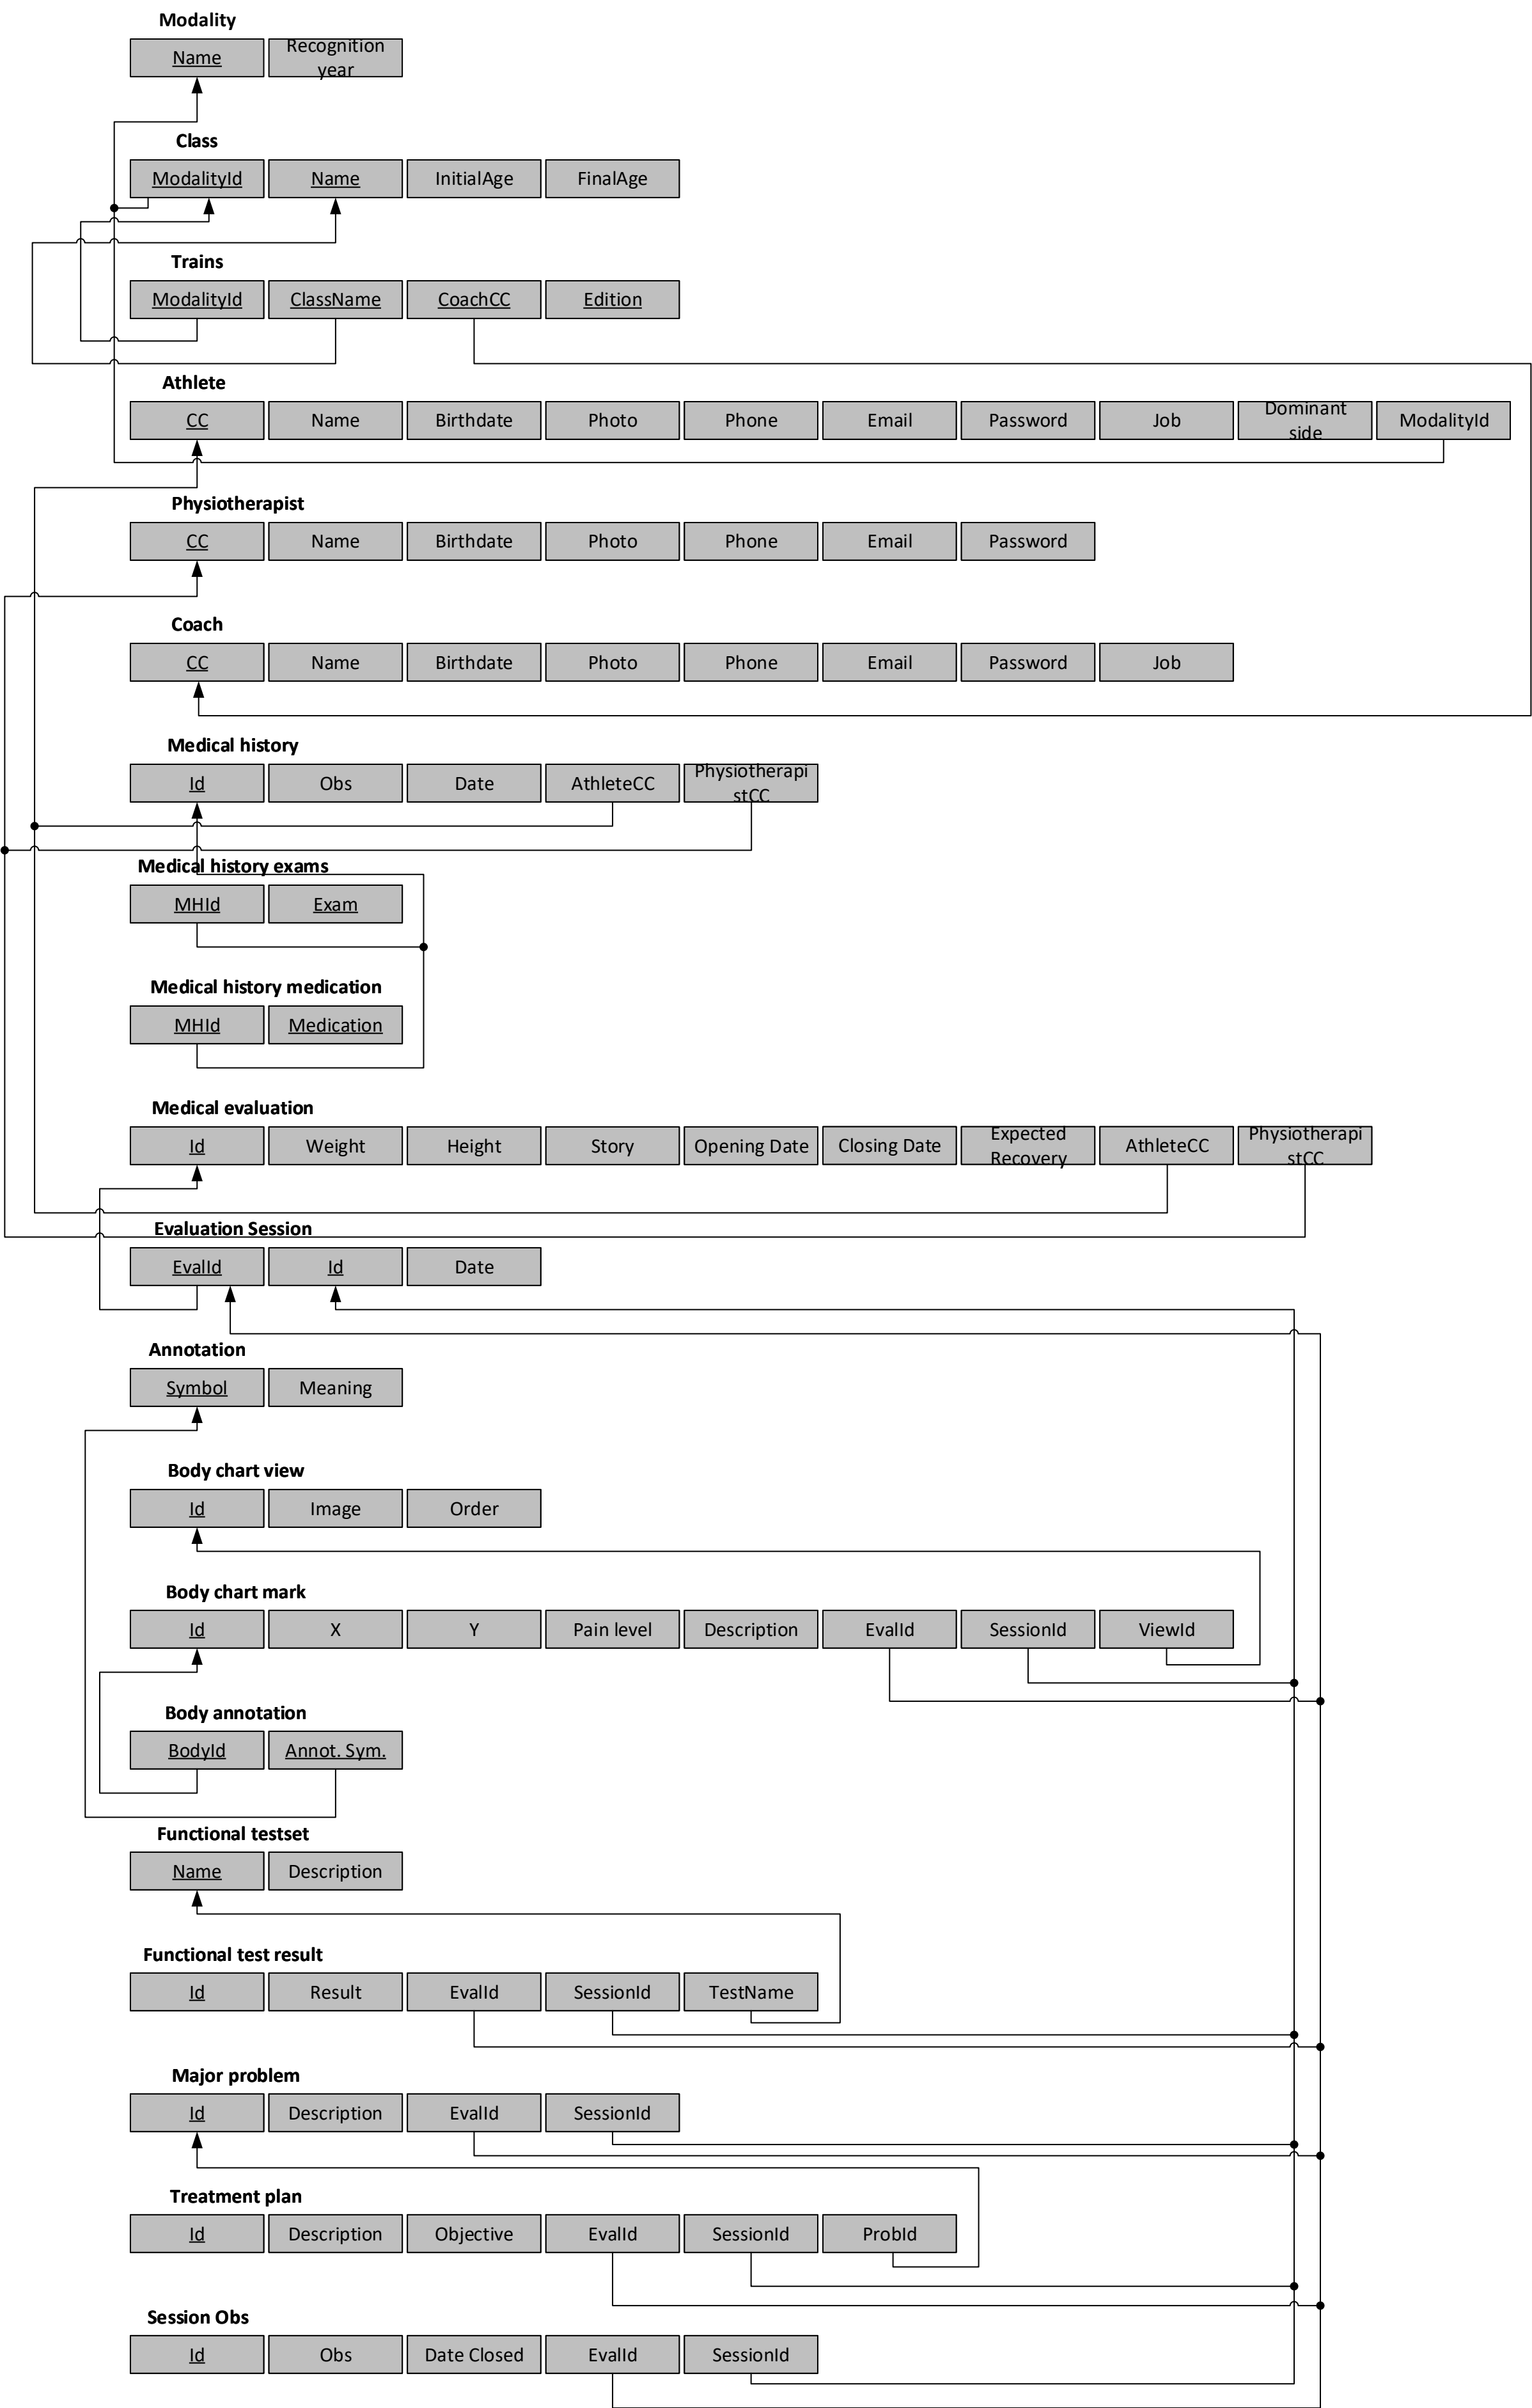 Modality
Name Recognition year
Class
ModalityId Name InitialAge FinalAge
Trains
ModalityId ClassName CoachCC Edition
Athlete
CC Name Birthdate Photo Phone Email Password Job Dominant side ModalityId
Physiotherapist
CC Name Birthdate Photo Phone Email Password
Coach
CC Name Birthdate Photo Phone Email Password Job
Medical history
Id Obs Date AthleteCC PhysiotherapistCC
Medical history exams
MHId Exam
Medical history medication
MHId Medication
Medical evaluation
Id Weight Height Story Opening Date Closing Date Expected Recovery AthleteCC PhysiotherapistCC
Evaluation Session
EvalId Id Date
Annotation
Symbol Meaning
Body chart view
Id Image Order
Body chart mark
Id X Y Pain level Description EvalId SessionId ViewId
Body annotation
BodyId Annot. Sym.
Functional testset
Name Description
Functional test result
Id Result EvalId SessionId TestName
Major problem
Id Description EvalId SessionId
Treatment plan
Id Description Objective EvalId SessionId ProbId
Session Obs
Id Obs Date Closed EvalId SessionId